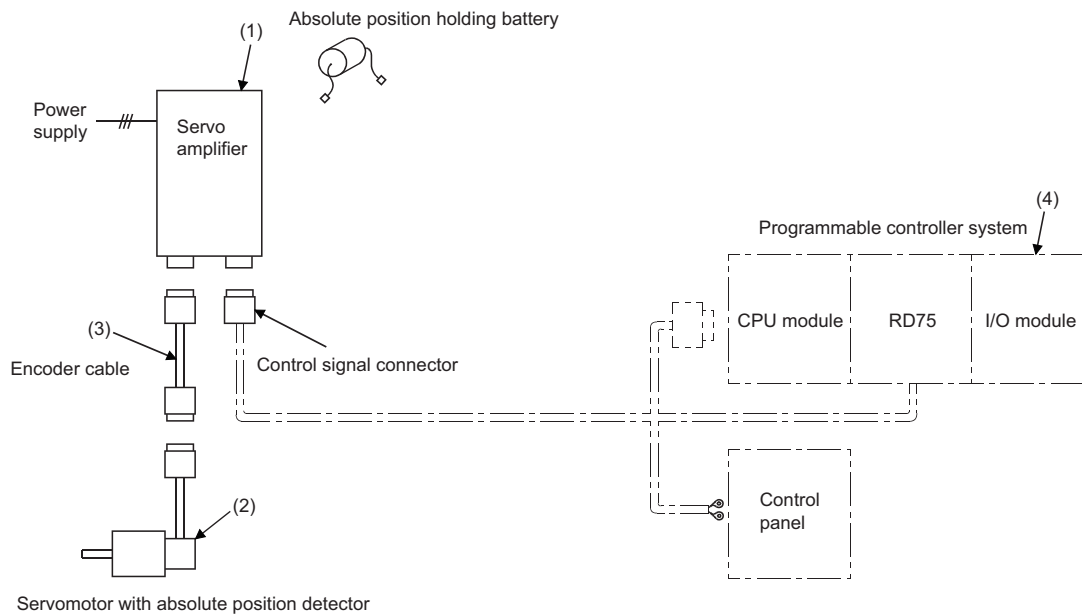 Absolute position holding battery
(1)
Power
supply
Servo
amplifier
(4)
Programmable controller system
CPU module
RD75
I/O module
(3)
Encoder cable
Control signal connector
(2)
Control
panel
Servomotor with absolute position detector